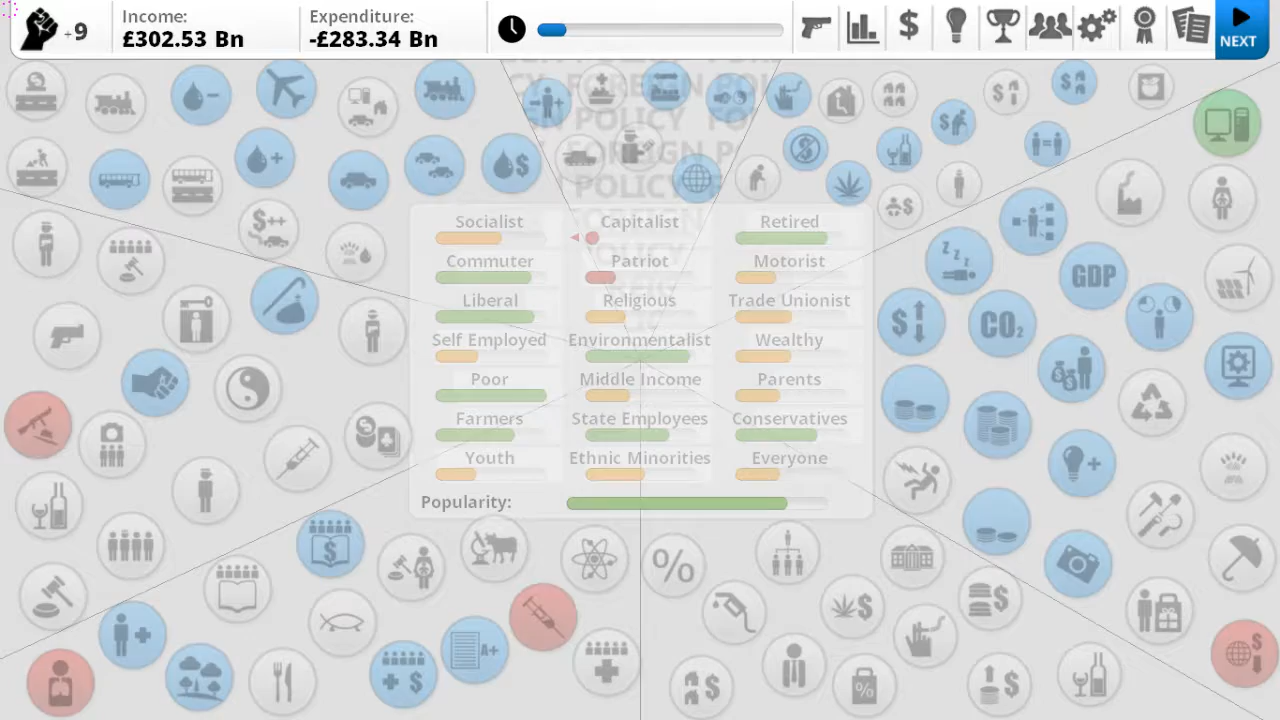 +9
Income:
£302.53 Bn
Expenditure:
-£283.34 Bn
NEXT
FOREIGN POLICY
Socialist
Capitalist
Retired
Commuter
Patriot
Motorist
Liberal
Religious
Trade Unionist
Self Employed
Environmentalist
Wealthy
Poor
Middle Income
Parents
Farmers
State Employees
Conservatives
Youth
Ethnic Minorities
Everyone
Popularity:
GDP
CO₂
A+